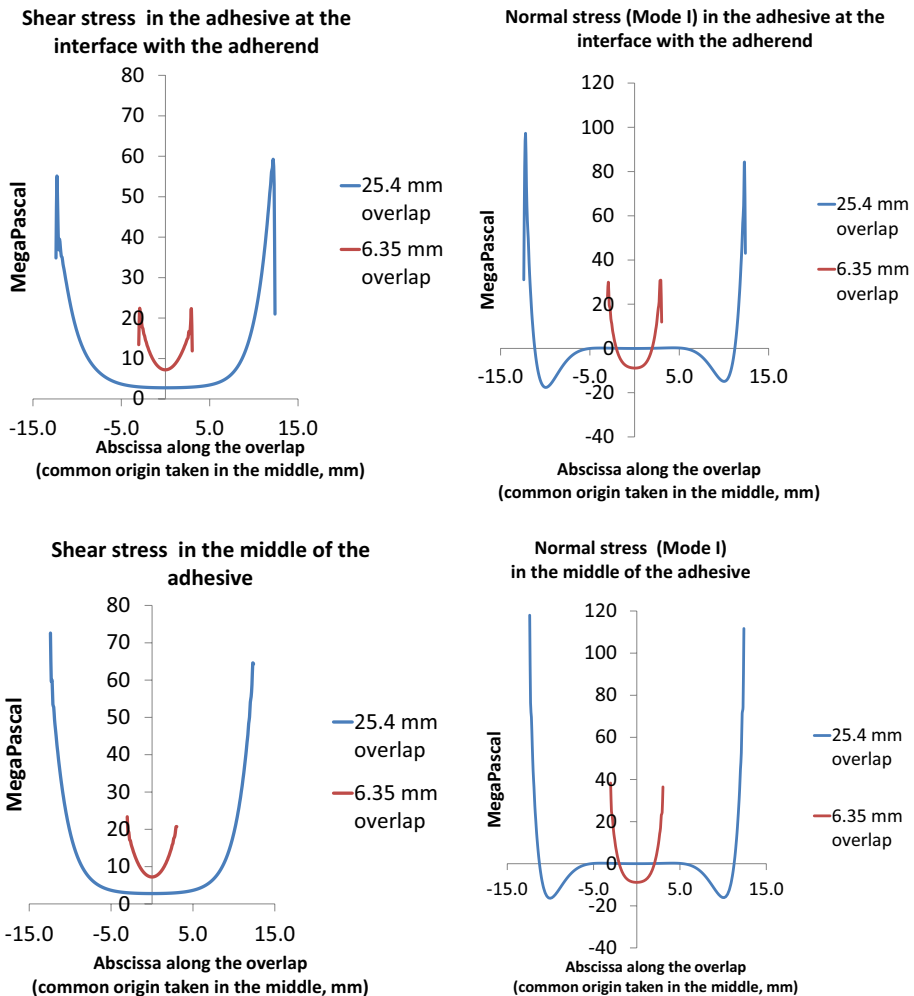 Shear stress in the adhesive at the
interface with the adherend
80
70
60
50
40
30
20
10
0
-15.0
-5.0
5.0
15.0
MegaPascal
25.4 mm
overlap
6.35 mm
overlap
Abscissa along the overlap
(common origin taken in the middle, mm)
Normal stress (Mode I) in the adhesive at the
interface with the adherend
120
100
80
60
40
20
0
-20
-40
-15.0
-5.0
5.0
15.0
MegaPascal
25.4 mm
overlap
6.35 mm
overlap
Abscissa along the overlap
(common origin taken in the middle, mm)
Shear stress in the middle of the
adhesive
80
70
60
50
40
30
20
10
0
-15.0
-5.0
5.0
15.0
MegaPascal
25.4 mm
overlap
6.35 mm
overlap
Abscissa along the overlap
(common origin taken in the middle, mm)
Normal stress (Mode I)
in the middle of the adhesive
120
100
80
60
40
20
0
-20
-40
-15.0
-5.0
5.0
15.0
MegaPascal
25.4 mm
overlap
6.35 mm
overlap
Abscissa along the overlap
(common origin taken in the middle, mm)